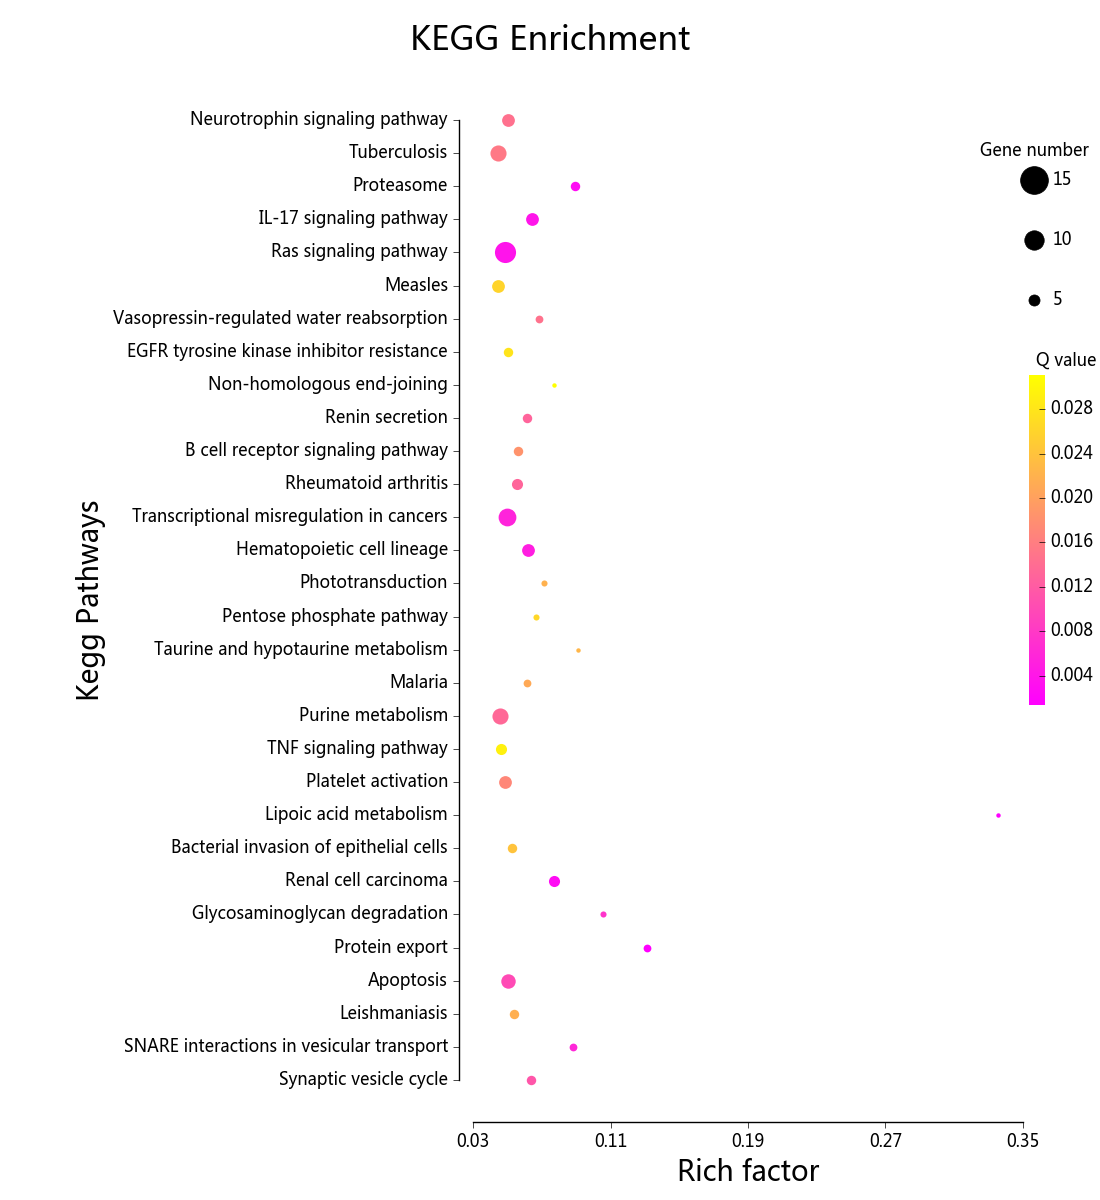 KEGG Enrichment
Neurotrophin signaling pathway
Tuberculosis
Proteasome
IL-17 signaling pathway
Ras signaling pathway
Measles
Vasopressin-regulated water reabsorption
EGFR tyrosine kinase inhibitor resistance
Non-homologous end-joining
Renin secretion
B cell receptor signaling pathway
Rheumatoid arthritis
Transcriptional misregulation in cancers
Hematopoietic cell lineage
Phototransduction
Pentose phosphate pathway
Taurine and hypotaurine metabolism
Malaria
Purine metabolism
TNF signaling pathway
Platelet activation
Lipoic acid metabolism
Bacterial invasion of epithelial cells
Renal cell carcinoma
Glycosaminoglycan degradation
Protein export
Apoptosis
Leishmaniasis
SNARE interactions in vesicular transport
Synaptic vesicle cycle
Kegg Pathways
0.03 0.11 0.19 0.27 0.35
Rich factor
Gene number
15
10
5
Q value
0.028
0.024
0.020
0.016
0.012
0.008
0.004